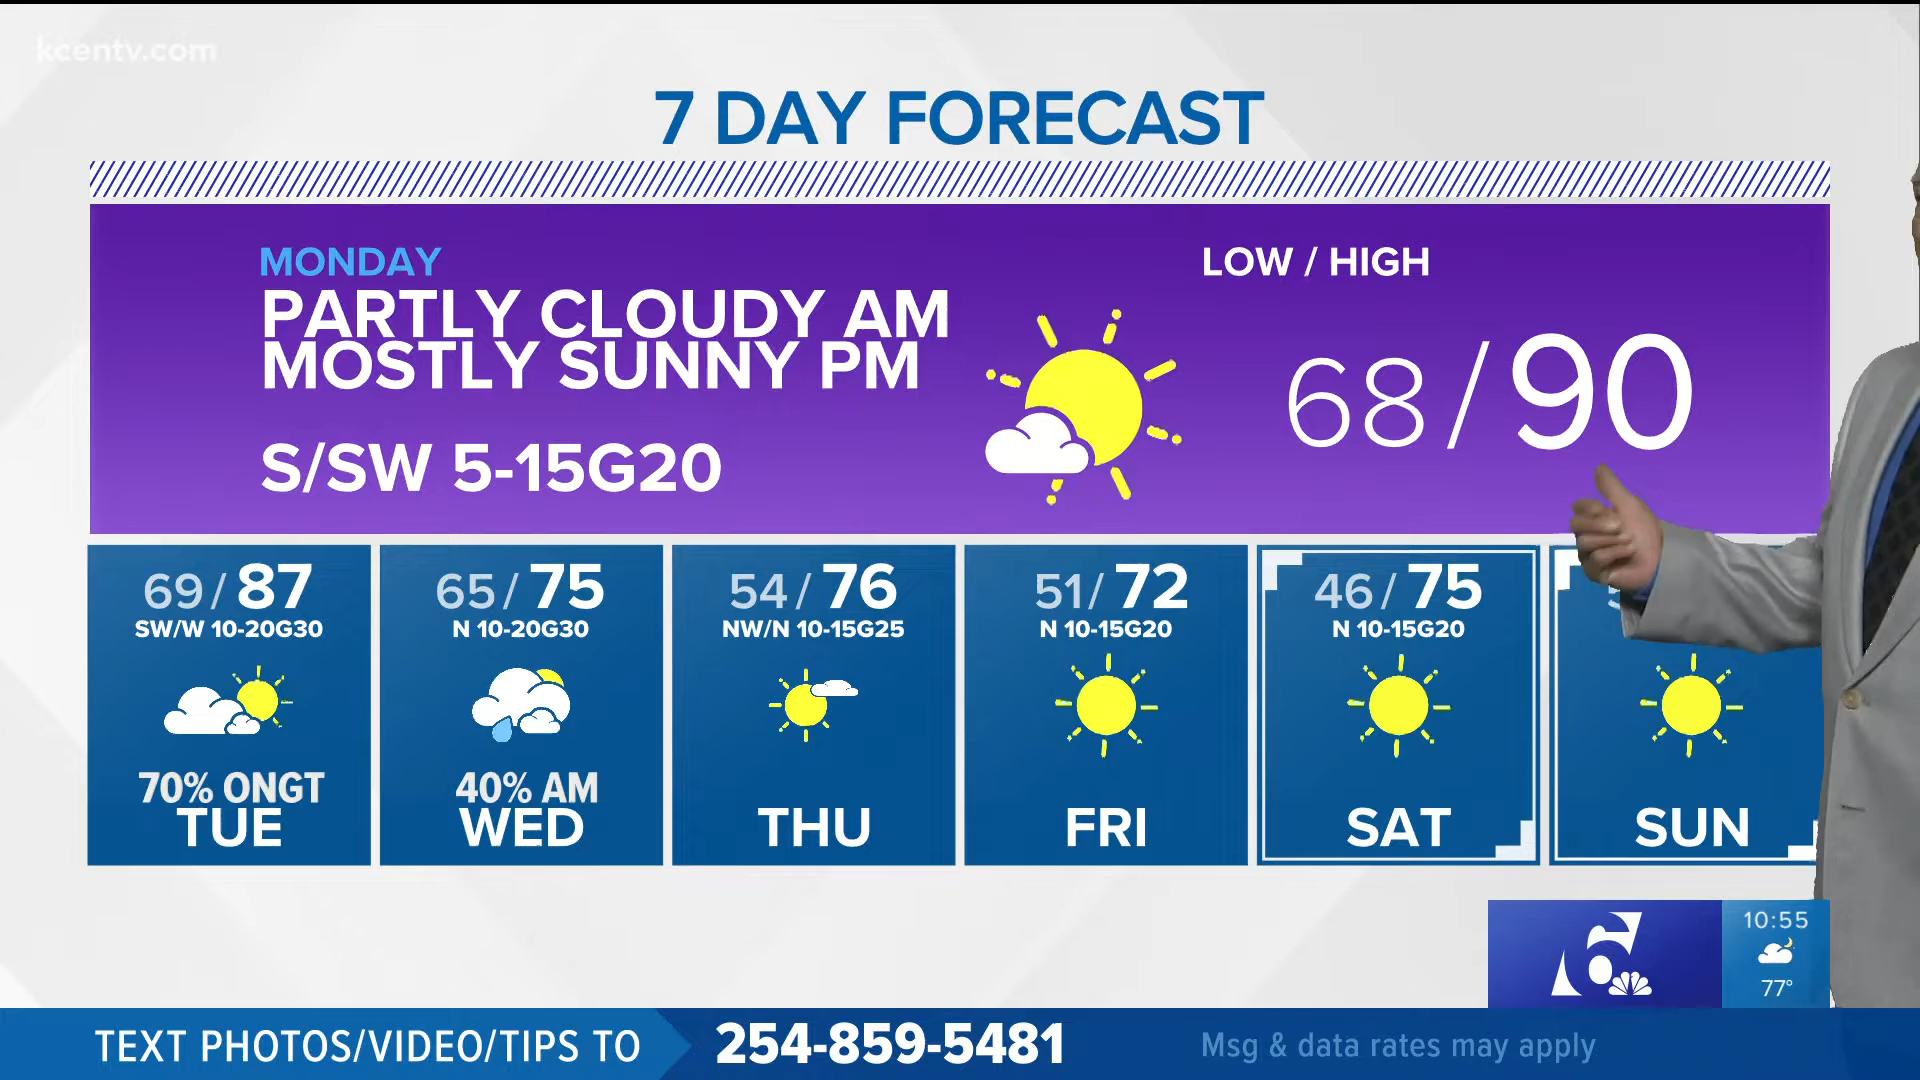 kcentv.com
7 DAY FORECAST
MONDAY
PARTLY CLOUDY AM
MOSTLY SUNNY PM
S/SW 5-15G20
LOW / HIGH
68/90
69/87
SW/W 10-20G30
70% ONGT
TUE
65/75
N 10-20G30
40% AM
WED
54/76
NW/N 10-15G25
THU
51/72
N 10-15G20
FRI
46/75
N 10-15G20
SAT
SUN
6
10:55
77°
TEXT PHOTOS/VIDEO/TIPS TO
254-859-5481
Msg & data rates may apply